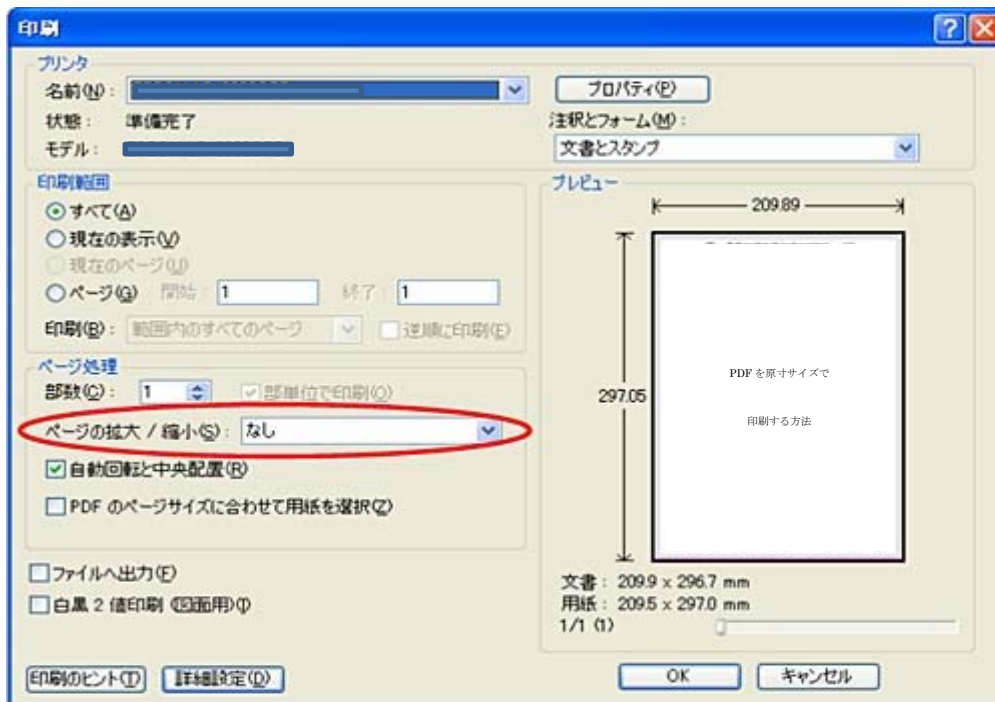 印刷
プリンタ
名前(N):
プロパティ(P)
状態: 準備完了
注釈とフォーム(M):
モデル:
文書とスタンプ
印刷範囲
すべて(A)
現在の表示(V)
現在のページ(U)
ページ(G) 開始: 1 終了: 1
印刷(B): 範囲内のすべてのページ 逆順に印刷(E)
ページ処理
部数(C): 1 部単位で印刷(O)
ページの拡大 / 縮小(S): なし
自動回転と中央配置(R)
PDF のページサイズに合わせて用紙を選択(Z)
ファイルへ出力(F)
白黒 2 値印刷 (図面用)(I)
印刷のヒント(T) 詳細設定(D)
プレビュー
209.89
297.05
PDF を原寸サイズで
印刷する方法
文書: 209.9 x 296.7 mm
用紙: 209.5 x 297.0 mm
1/1 (1)
OK キャンセル